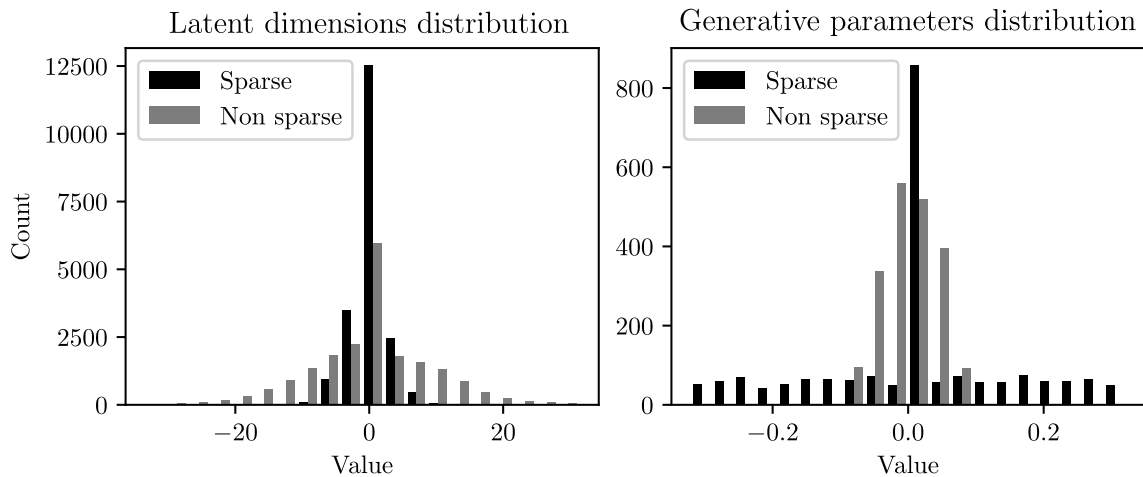 Latent dimensions distribution
12500
10000
7500
5000
2500
0
Count
Sparse
Non sparse
−20
0
20
Value
Generative parameters distribution
800
600
400
200
0
Sparse
Non sparse
−0.2
0.0
0.2
Value